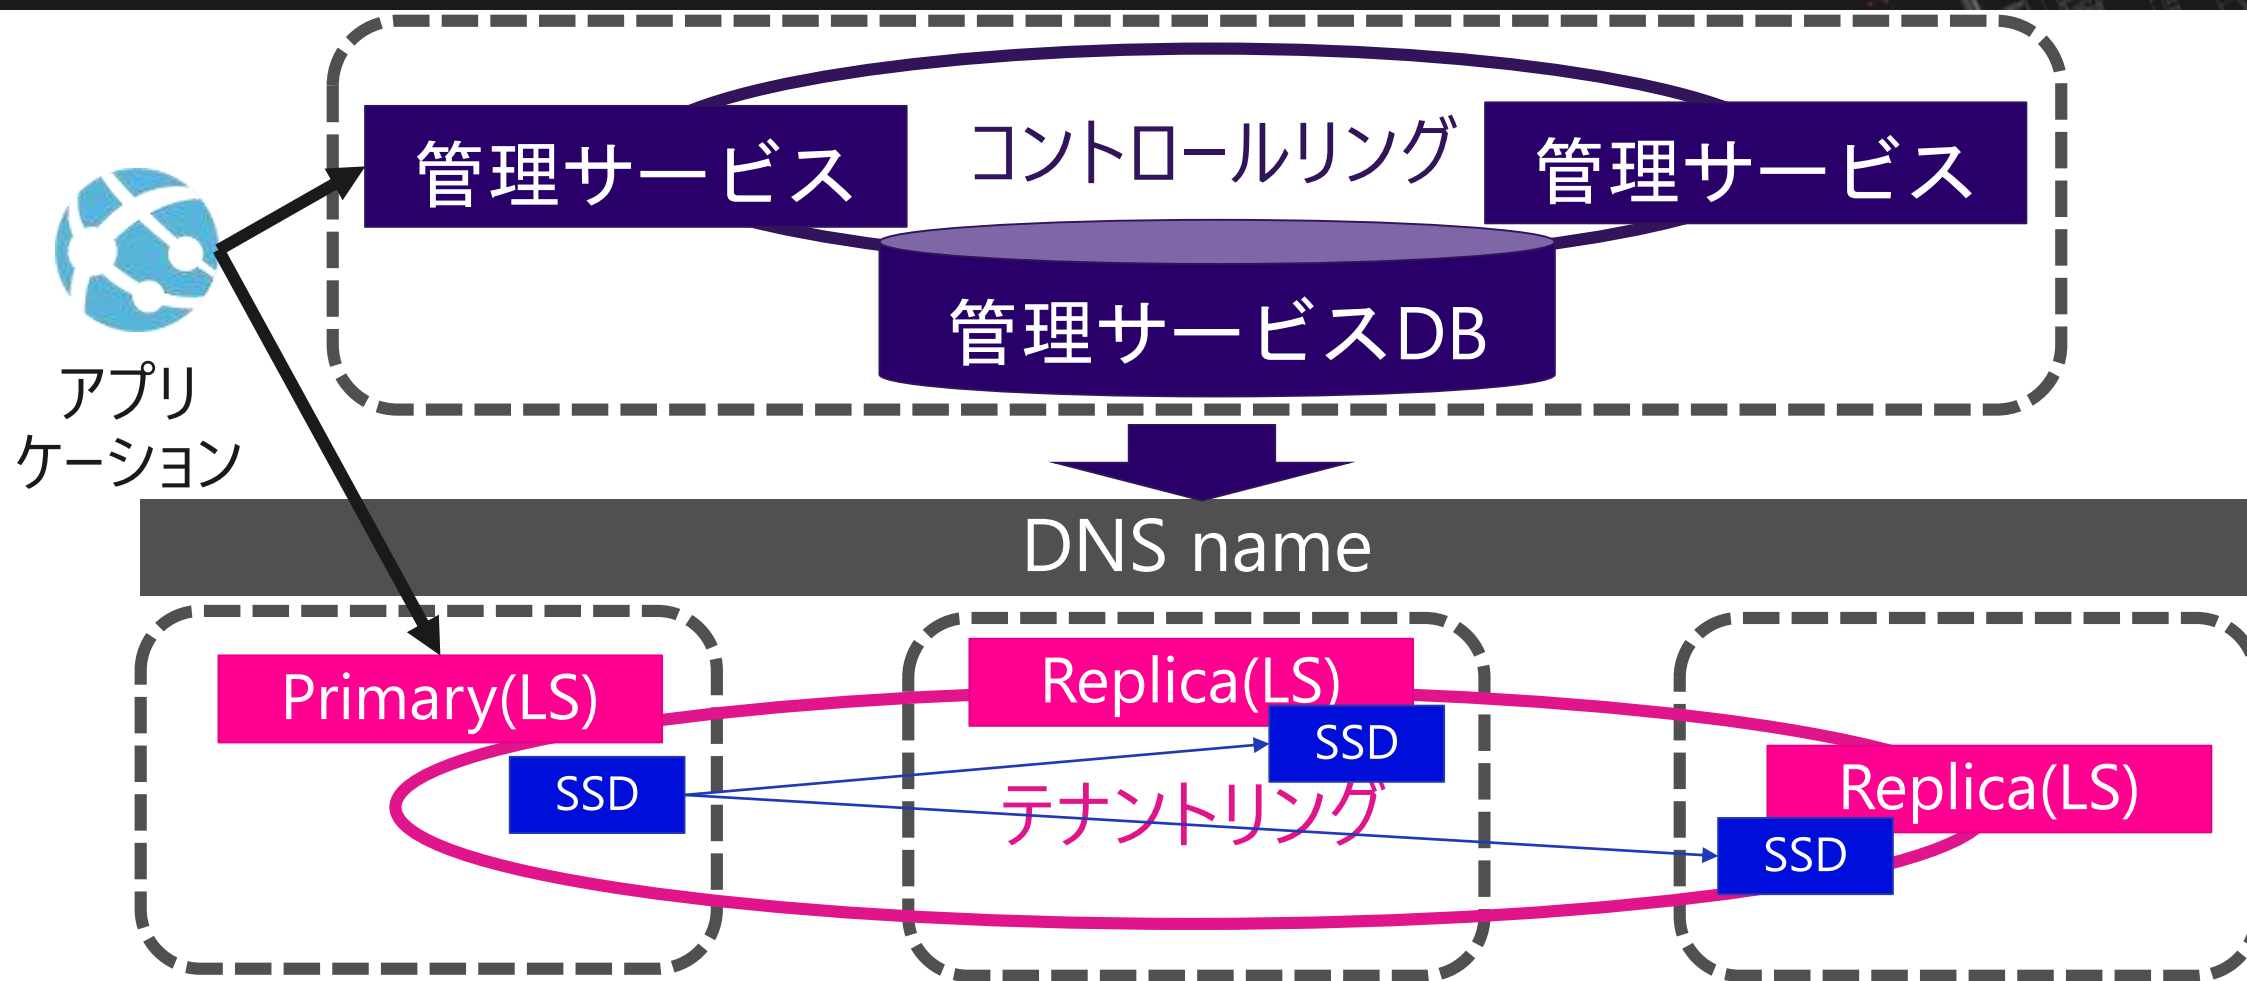 コントロールリング
管理サービス
管理サービス
管理サービスDB
アプリ
ケーション
DNS name
Primary(LS)
Replica(LS)
Replica(LS)
SSD
SSD
SSD
テナントリング